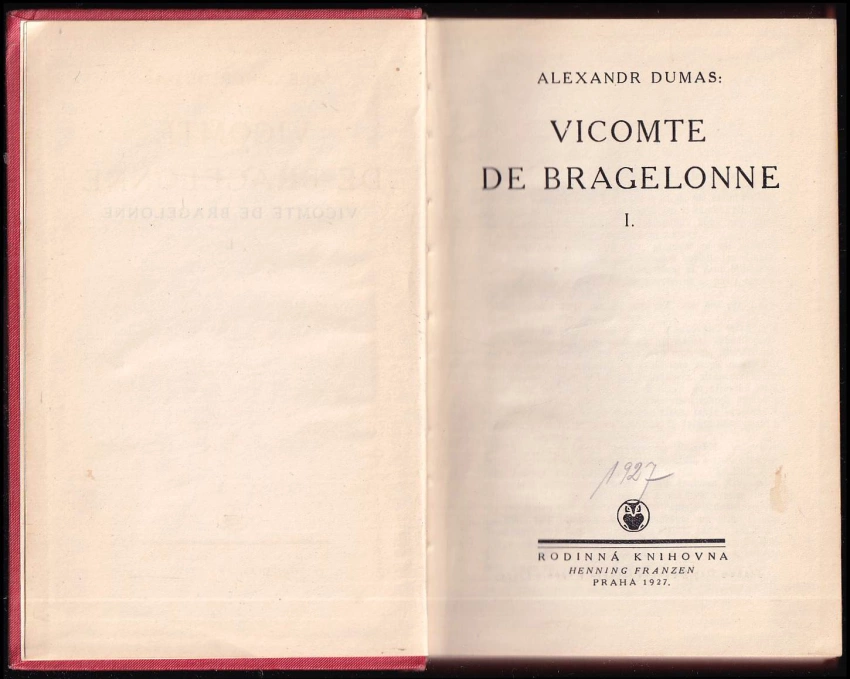 ALEXANDR DUMAS:
VICOMTE
DE BRAGELONNE
I.
1927
RODINNÁ KNIHOVNA
HENNING FRANZEN
PRAHA 1927.